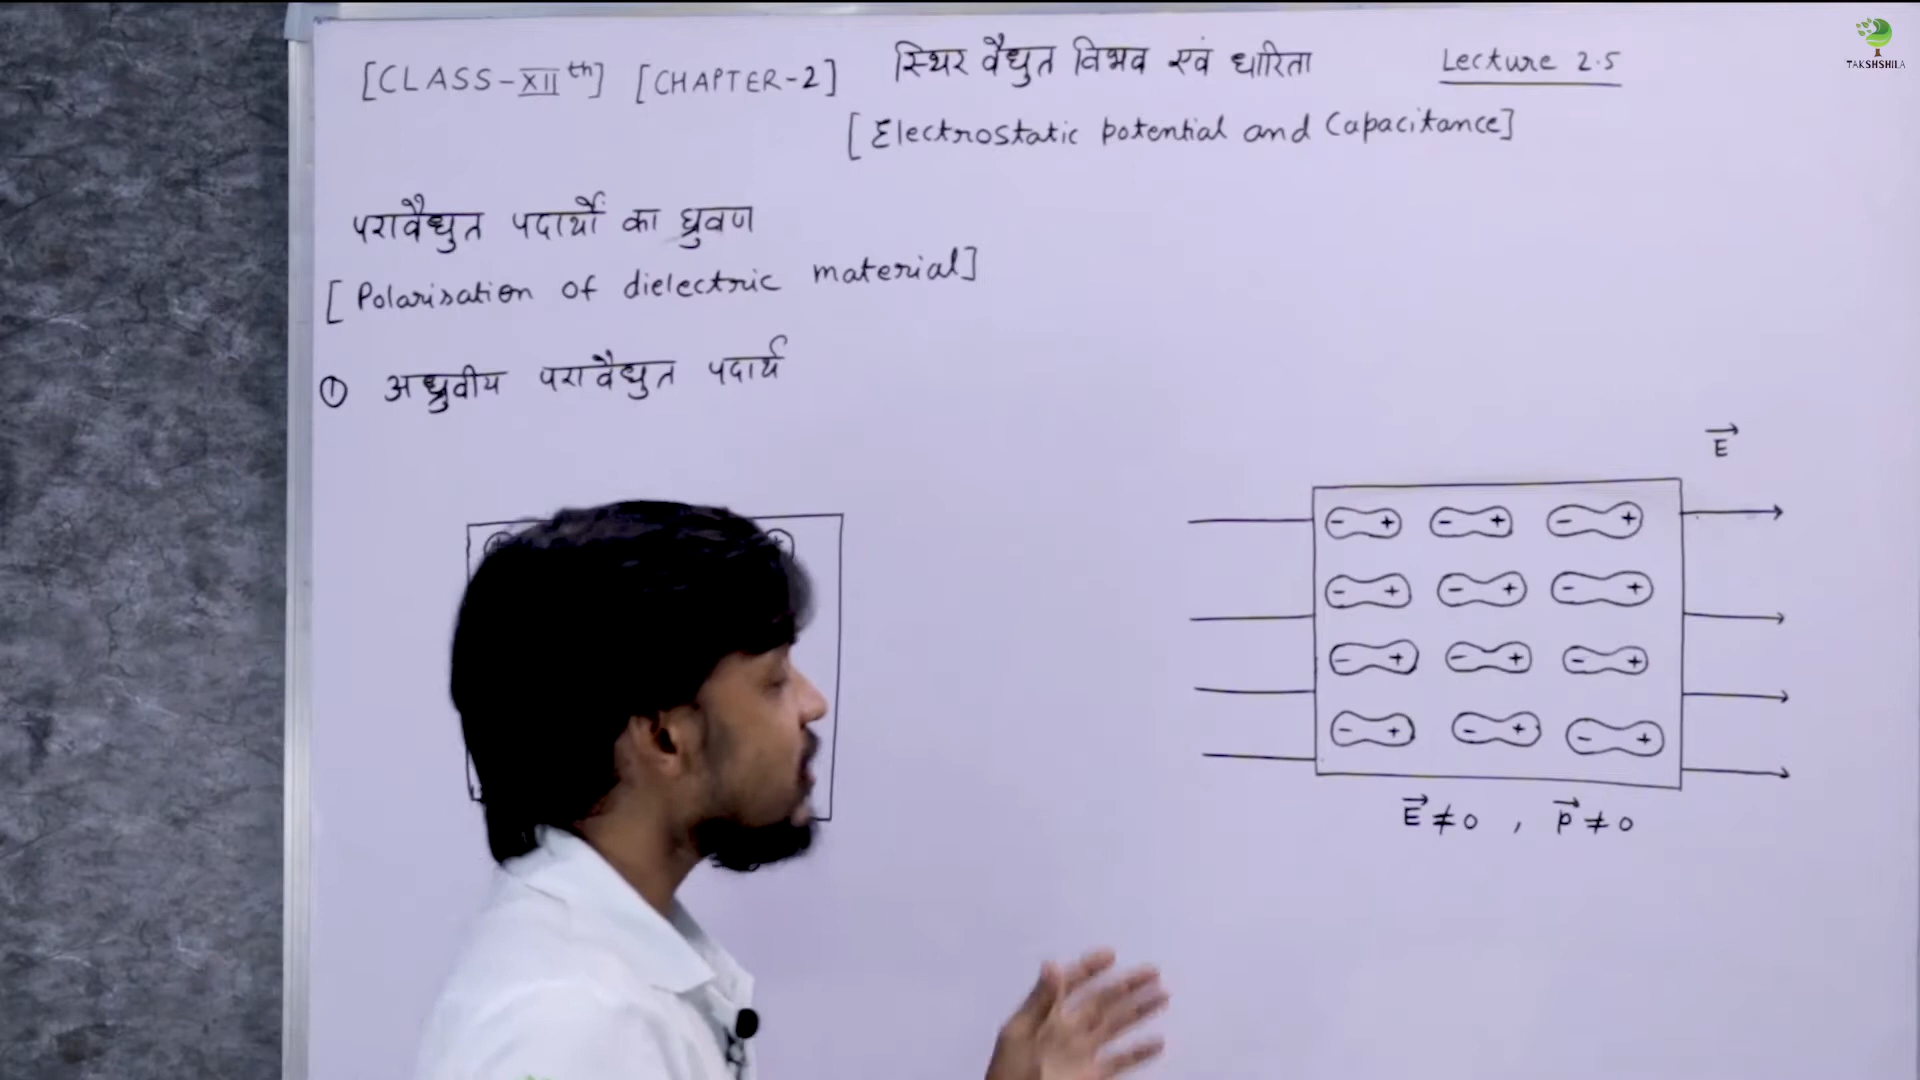 [CLASS-XIIth] [CHAPTER-2] स्थिर वैद्युत विभव एवं धारिता Lecture 2.5
[Electrostatic potential and Capacitance]
TAKSHSHILA
परावैद्युत पदार्थों का ध्रुवण
[Polarisation of dielectric material]
① अध्रुवीय परावैद्युत पदार्थ
E⃗
- + - + - +
- + - + - +
- + - + - +
- + - + - +
E⃗ ≠ 0 , p⃗ ≠ 0